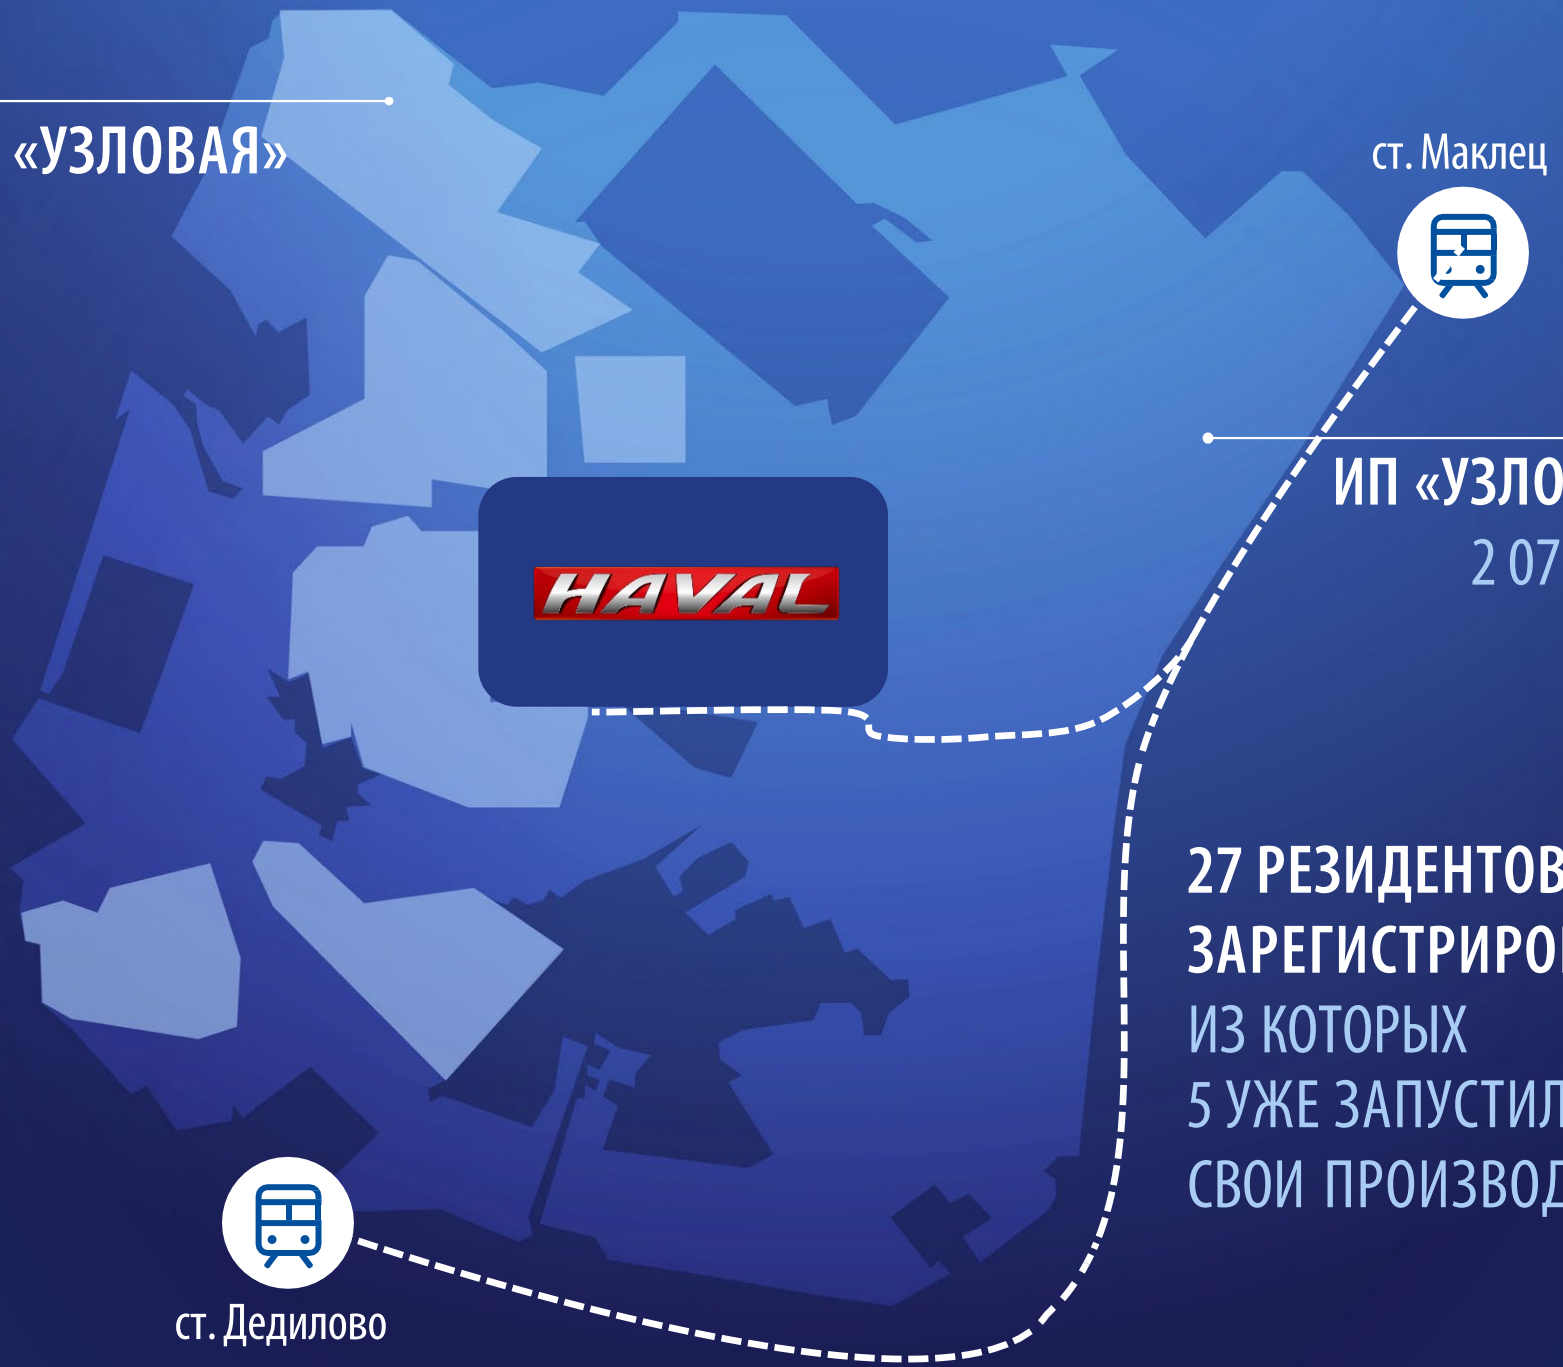 «УЗЛОВАЯ»
ст. Маклец
ИП «УЗЛО
2 07
HAVAL
27 РЕЗИДЕНТОВ
ЗАРЕГИСТРИРО
ИЗ КОТОРЫХ
5 УЖЕ ЗАПУСТИЛ
СВОИ ПРОИЗВОД
ст. Дедилово